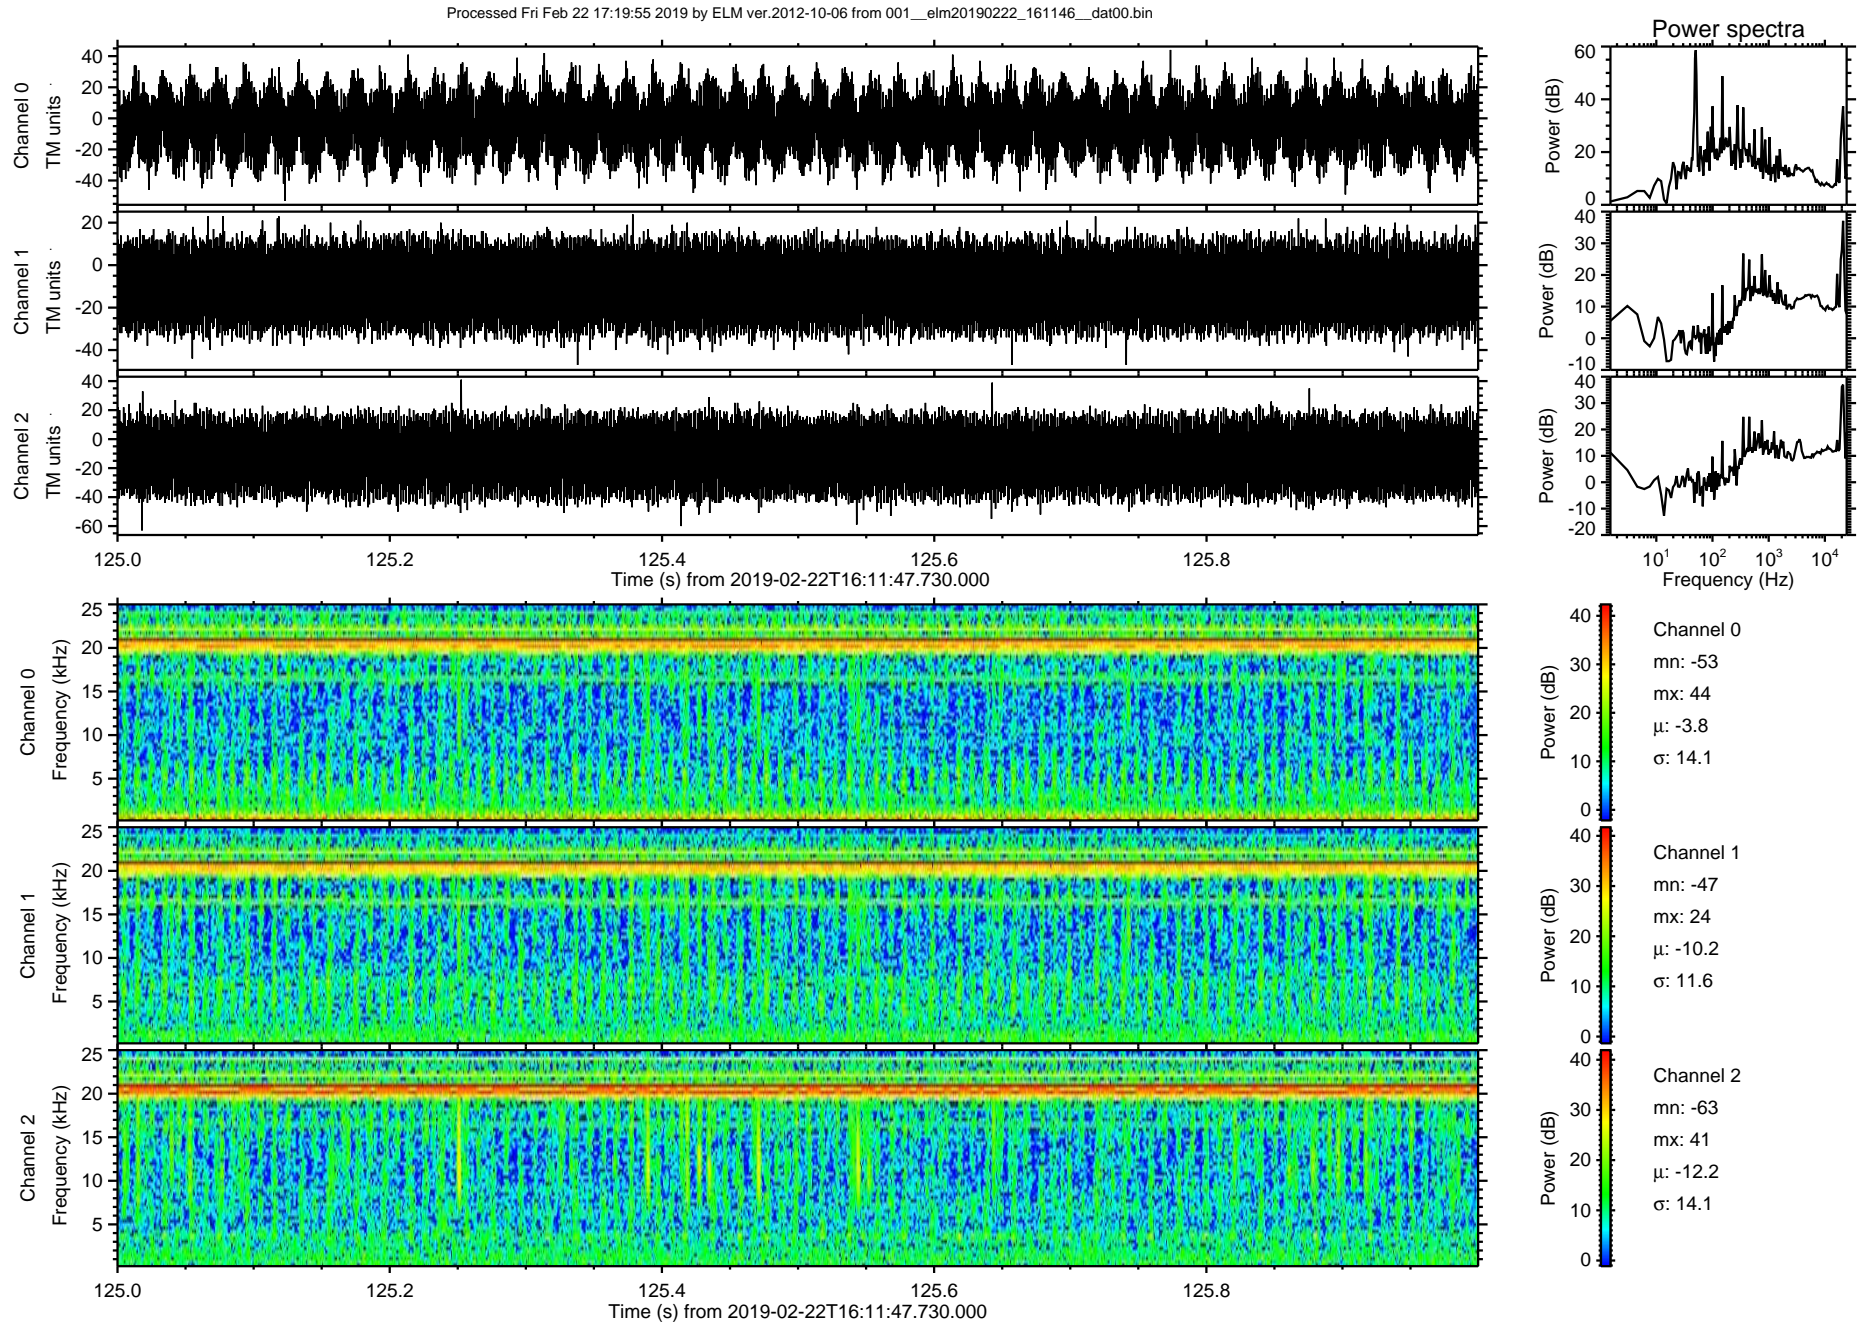 Processed Fri Feb 22 17:19:55 2019 by ELM ver.2012-10-06 from 001__elm20190222_161146__dat00.bin
Power spectra
Channel 0
TM units
40
20
0
-20
-40
Power (dB)
60
40
20
0
Channel 1
TM units
20
0
-20
-40
Power (dB)
40
30
20
10
0
-10
Channel 2
TM units
40
20
0
-20
-40
-60
Power (dB)
40
30
20
10
0
-10
-20
125.0 125.2 125.4 125.6 125.8
Time (s) from 2019-02-22T16:11:47.730.000
10¹ 10² 10³ 10⁴
Frequency (Hz)
Channel 0
Frequency (kHz)
25
20
15
10
5
Power (dB)
40
30
20
10
0
Channel 0
mn: -53
mx: 44
μ: -3.8
σ: 14.1
Channel 1
Frequency (kHz)
25
20
15
10
5
Power (dB)
40
30
20
10
0
Channel 1
mn: -47
mx: 24
μ: -10.2
σ: 11.6
Channel 2
Frequency (kHz)
25
20
15
10
5
Power (dB)
40
30
20
10
0
Channel 2
mn: -63
mx: 41
μ: -12.2
σ: 14.1
125.0 125.2 125.4 125.6 125.8
Time (s) from 2019-02-22T16:11:47.730.000